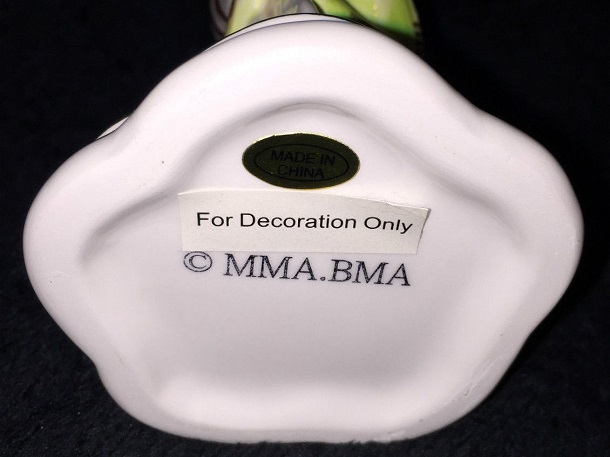 MADE IN
CHINA
For Decoration Only
© MMA.BMA